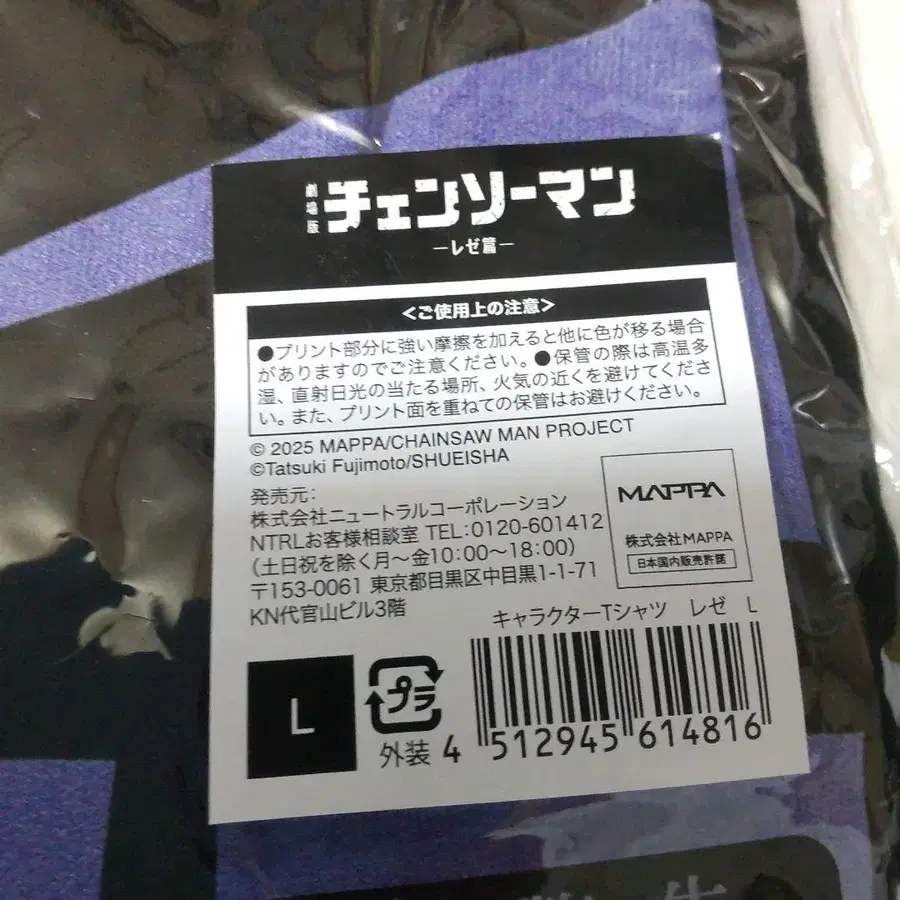 劇場版
チェンソーマン
－レゼ篇－
＜ご使用上の注意＞
●プリント部分に強い摩擦を加えると他に色が移る場合
がありますのでご注意ください。●保管の際は高温多
湿、直射日光の当たる場所、火気の近くを避けてくださ
い。また、プリント面を重ねての保管はお避けください。
© 2025 MAPPA/CHAINSAW MAN PROJECT
©Tatsuki Fujimoto/SHUEISHA
発売元：
株式会社ニュートラルコーポレーション
NTRLお客様相談室 TEL:0120-601412
（土日祝を除く月〜金10:00〜18:00）
〒153-0061 東京都目黒区中目黒1-1-71
KN代官山ビル3階
MAPPA
株式会社MAPPA
日本国内販売許諾
キャラクターTシャツ　レゼ　L
L
プラ
外装
4 512945 614816